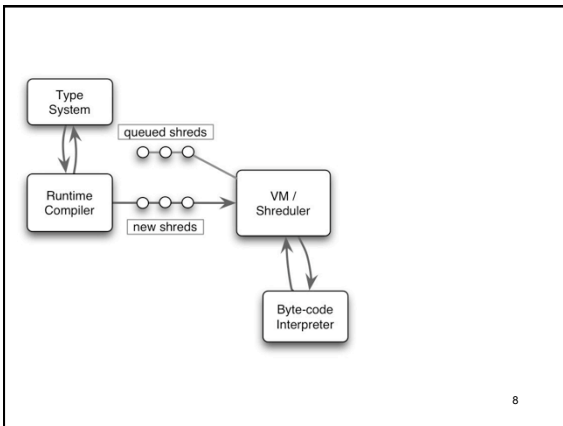 Type
System
queued shreds
Runtime
Compiler
new shreds
VM /
Shreduler
Byte-code
Interpreter
8